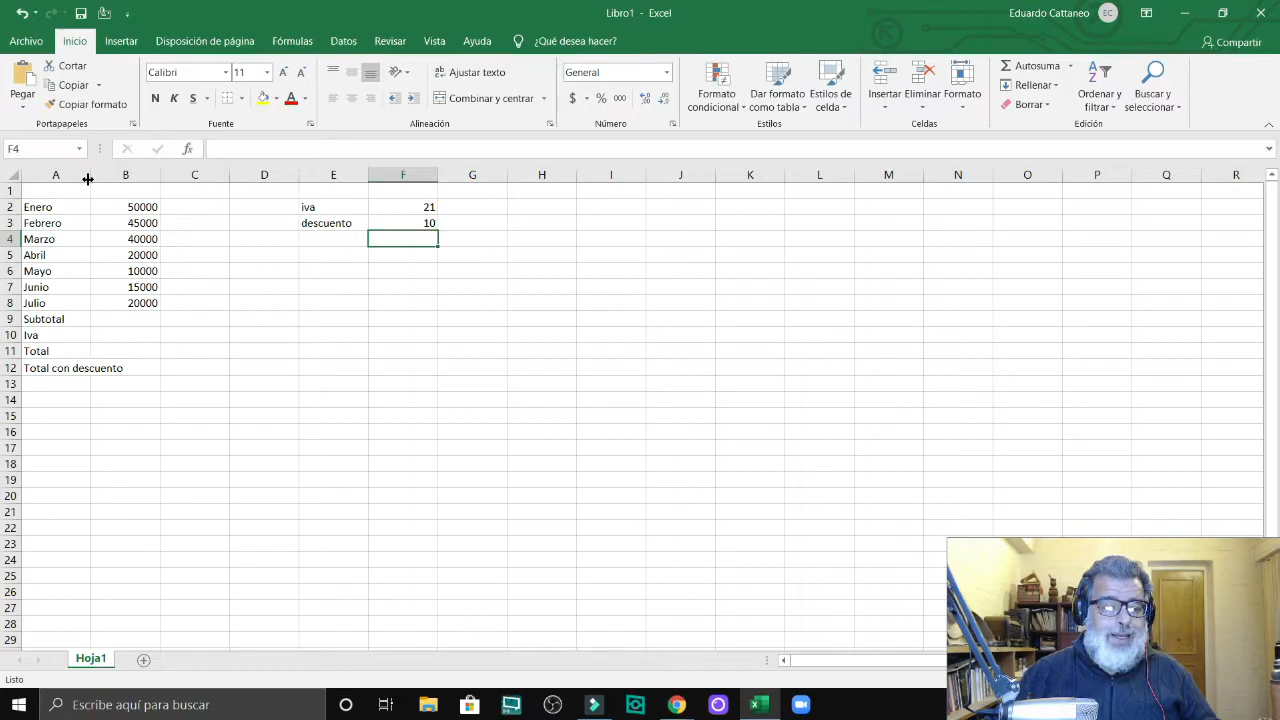 Libro1 - Excel
Eduardo Cattaneo EC
Archivo Inicio Insertar Disposición de página Fórmulas Datos Revisar Vista Ayuda ¿Qué desea hacer? Compartir
Pegar
Cortar
Copiar
Copiar formato
Portapapeles
Calibri 11
N K S
A
Fuente
Ajustar texto
Combinar y centrar
Alineación
General
$ % 000
Número
Formato condicional
Dar formato como tabla
Estilos de celda
Estilos
Insertar Eliminar Formato
Celdas
Autosuma
Rellenar
Borrar
Ordenar y filtrar
Buscar y seleccionar
Edición
F4 fx
A B C D E F G H I J K L M N O P Q R
1
2 Enero 50000 iva 21
3 Febrero 45000 descuento 10
4 Marzo 40000
5 Abril 20000
6 Mayo 10000
7 Junio 15000
8 Julio 20000
9 Subtotal
10 Iva
11 Total
12 Total con descuento
13
14
15
16
17
18
19
20
21
22
23
24
25
26
27
28
29
Hoja1
Listo
Escribe aquí para buscar